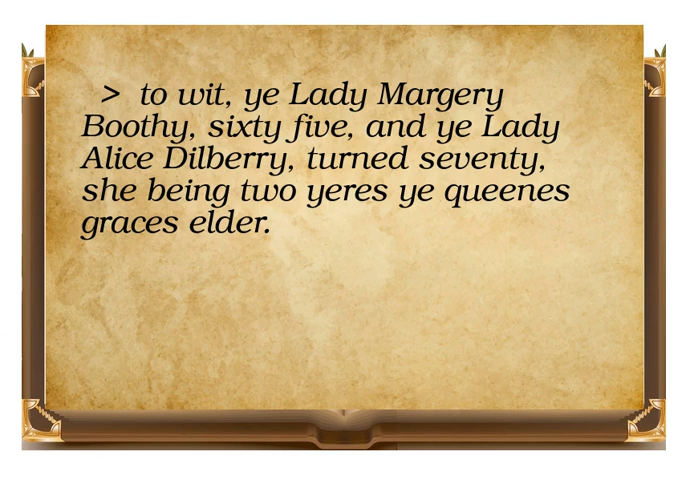 > to wit, ye Lady Margery
Boothy, sixty five, and ye Lady
Alice Dilberry, turned seventy,
she being two yeres ye queenes
graces elder.